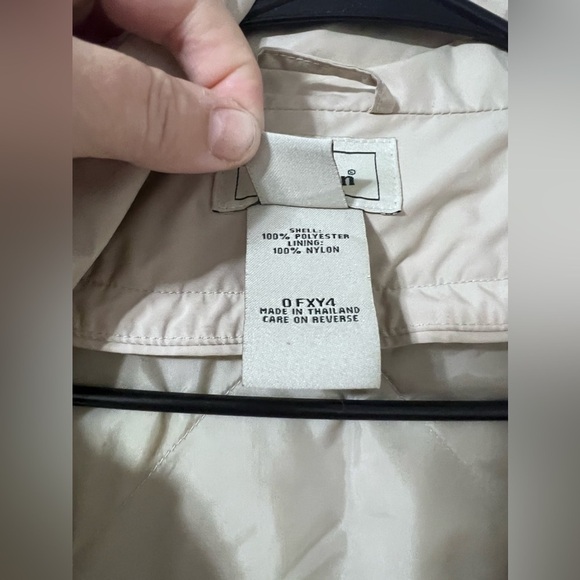 SHELL:
100% POLYESTER
LINING:
100% NYLON
0 FXY4
MADE IN THAILAND
CARE ON REVERSE